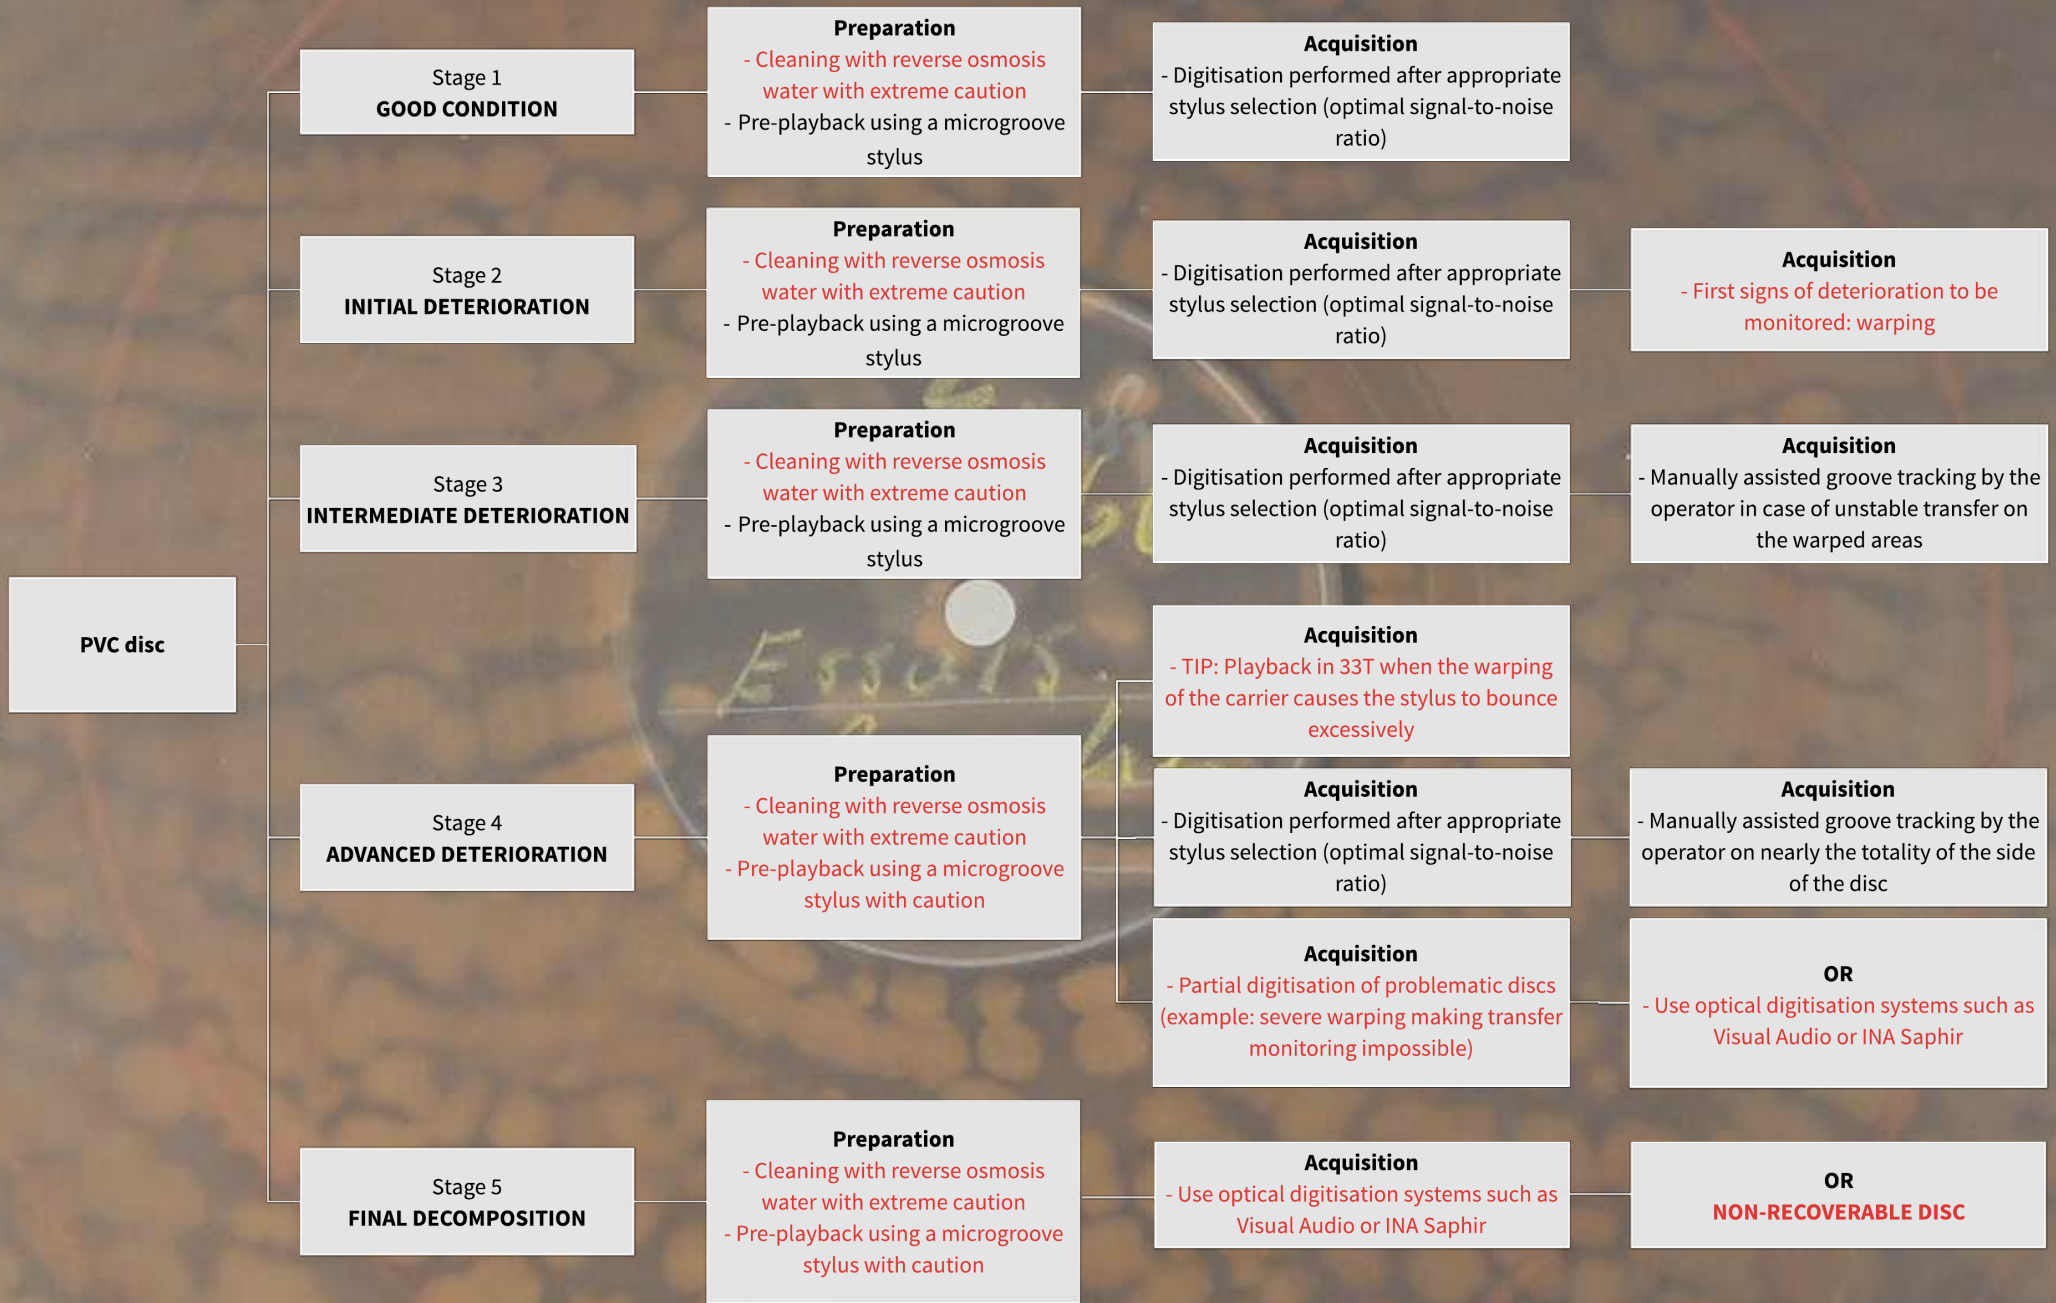 PVC disc
Stage 1
GOOD CONDITION
Preparation
- Cleaning with reverse osmosis
water with extreme caution
- Pre-playback using a microgroove
stylus
Acquisition
- Digitisation performed after appropriate
stylus selection (optimal signal-to-noise
ratio)
Stage 2
INITIAL DETERIORATION
Preparation
- Cleaning with reverse osmosis
water with extreme caution
- Pre-playback using a microgroove
stylus
Acquisition
- Digitisation performed after appropriate
stylus selection (optimal signal-to-noise
ratio)
Acquisition
- First signs of deterioration to be
monitored: warping
Stage 3
INTERMEDIATE DETERIORATION
Preparation
- Cleaning with reverse osmosis
water with extreme caution
- Pre-playback using a microgroove
stylus
Acquisition
- Digitisation performed after appropriate
stylus selection (optimal signal-to-noise
ratio)
Acquisition
- Manually assisted groove tracking by the
operator in case of unstable transfer on
the warped areas
Essais
Stage 4
ADVANCED DETERIORATION
Preparation
- Cleaning with reverse osmosis
water with extreme caution
- Pre-playback using a microgroove
stylus with caution
Acquisition
- TIP: Playback in 33T when the warping
of the carrier causes the stylus to bounce
excessively
Acquisition
- Digitisation performed after appropriate
stylus selection (optimal signal-to-noise
ratio)
Acquisition
- Manually assisted groove tracking by the
operator on nearly the totality of the side
of the disc
Acquisition
- Partial digitisation of problematic discs
(example: severe warping making transfer
monitoring impossible)
OR
- Use optical digitisation systems such as
Visual Audio or INA Saphir
Stage 5
FINAL DECOMPOSITION
Preparation
- Cleaning with reverse osmosis
water with extreme caution
- Pre-playback using a microgroove
stylus with caution
Acquisition
- Use optical digitisation systems such as
Visual Audio or INA Saphir
OR
NON-RECOVERABLE DISC